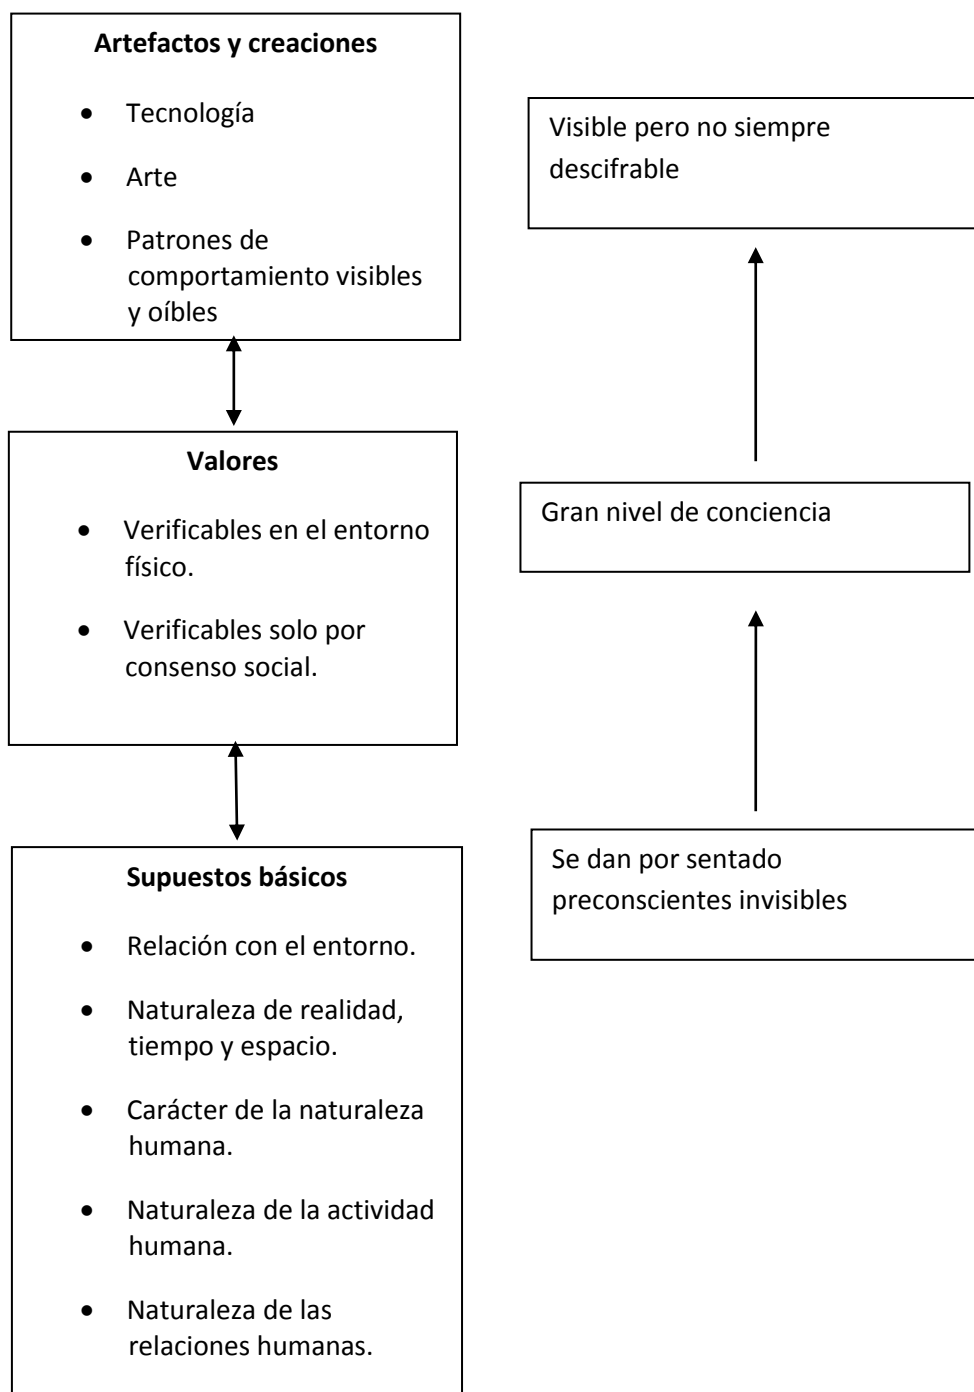 Artefactos y creaciones
• Tecnología
• Arte
• Patrones de
comportamiento visibles
y oíbles
Visible pero no siempre
descifrable
Valores
• Verificables en el entorno
físico.
• Verificables solo por
consenso social.
Gran nivel de conciencia
Supuestos básicos
• Relación con el entorno.
• Naturaleza de realidad,
tiempo y espacio.
• Carácter de la naturaleza
humana.
• Naturaleza de la actividad
humana.
• Naturaleza de las
relaciones humanas.
Se dan por sentado
preconscientes invisibles